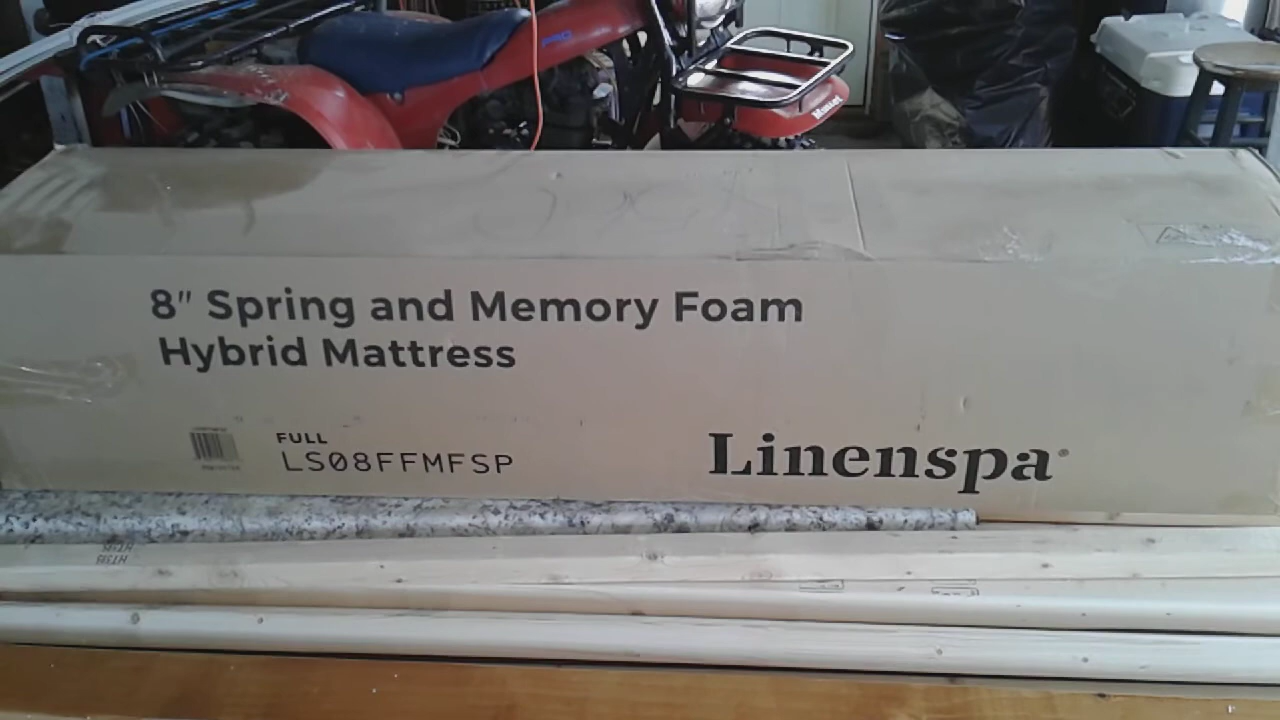 8" Spring and Memory Foam
Hybrid Mattress
FULL
LS08FFMFSP
Linenspa®